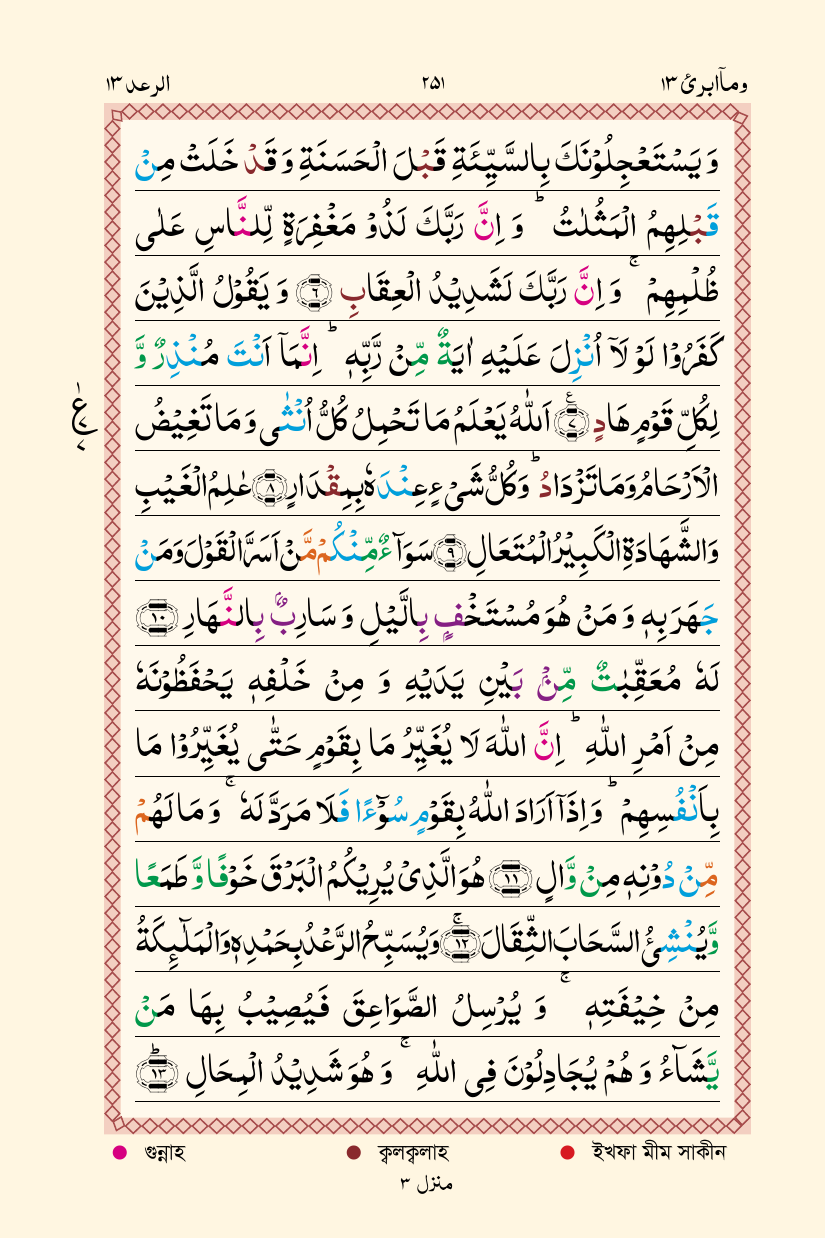 وماۤابرئ ١٣ ٢٥١ الرعد ١٣
وَ يَسْتَعْجِلُوْنَكَ بِالسَّيِّئَةِ قَبْلَ الْحَسَنَةِ وَ قَدْ خَلَتْ مِنْ
قَبْلِهِمُ الْمَثُلٰتُ ؕ وَ اِنَّ رَبَّكَ لَذُوْ مَغْفِرَةٍ لِّلنَّاسِ عَلٰى
ظُلْمِهِمْ ۚ وَ اِنَّ رَبَّكَ لَشَدِيْدُ الْعِقَابِ ﴿٦﴾ وَ يَقُوْلُ الَّذِيْنَ
كَفَرُوْا لَوْ لَاۤ اُنْزِلَ عَلَيْهِ اٰيَةٌ مِّنْ رَّبِّهٖ ؕ اِنَّمَاۤ اَنْتَ مُنْذِرٌ وَّ
لِكُلِّ قَوْمٍ هَادٍ ﴿٧﴾ اَللّٰهُ يَعْلَمُ مَا تَحْمِلُ كُلُّ اُنْثٰى وَ مَا تَغِيْضُ
ع ٧
الْاَرْحَامُ وَ مَا تَزْدَادُ ؕ وَ كُلُّ شَیْءٍ عِنْدَهٗ بِمِقْدَارٍ ﴿٨﴾ عٰلِمُ الْغَيْبِ
وَ الشَّهَادَةِ الْكَبِيْرُ الْمُتَعَالِ ﴿٩﴾ سَوَآءٌ مِّنْكُمْ مَّنْ اَسَرَّ الْقَوْلَ وَ مَنْ
جَهَرَ بِهٖ وَ مَنْ هُوَ مُسْتَخْفٍۭ بِالَّيْلِ وَ سَارِبٌۢ بِالنَّهَارِ ﴿١٠﴾
لَهٗ مُعَقِّبٰتٌ مِّنْۢ بَيْنِ يَدَيْهِ وَ مِنْ خَلْفِهٖ يَحْفَظُوْنَهٗ
مِنْ اَمْرِ اللّٰهِ ؕ اِنَّ اللّٰهَ لَا يُغَيِّرُ مَا بِقَوْمٍ حَتّٰى يُغَيِّرُوْا مَا
بِاَنْفُسِهِمْ ؕ وَ اِذَاۤ اَرَادَ اللّٰهُ بِقَوْمٍ سُوْٓءًا فَلَا مَرَدَّ لَهٗ ۚ وَ مَا لَهُمْ
مِّنْ دُوْنِهٖ مِنْ وَّالٍ ﴿١١﴾ هُوَ الَّذِیْ يُرِيْكُمُ الْبَرْقَ خَوْفًا وَّ طَمَعًا
وَّ يُنْشِئُ السَّحَابَ الثِّقَالَ ﴿١٢﴾ۚ وَ يُسَبِّحُ الرَّعْدُ بِحَمْدِهٖ وَ الْمَلٰٓئِكَةُ
مِنْ خِيْفَتِهٖ ۚ وَ يُرْسِلُ الصَّوَاعِقَ فَيُصِيْبُ بِهَا مَنْ
يَّشَآءُ وَ هُمْ يُجَادِلُوْنَ فِی اللّٰهِ ۚ وَ هُوَ شَدِيْدُ الْمِحَالِ ﴿١٣﴾ؕ
গুন্নাহ ক্বলক্বলাহ ইখফা মীম সাকীন
منزل ٣